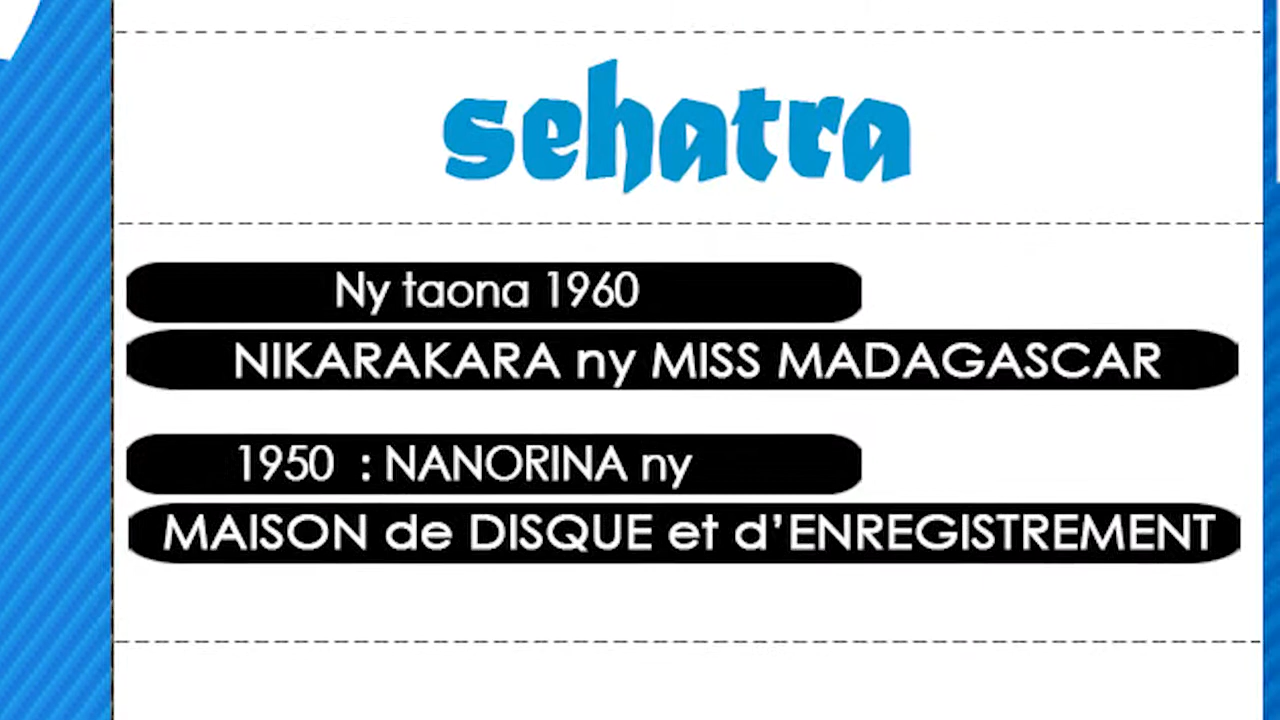 sehatra
Ny taona 1960
NIKARAKARA ny MISS MADAGASCAR
1950 : NANORINA ny
MAISON de DISQUE et d'ENREGISTREMENT